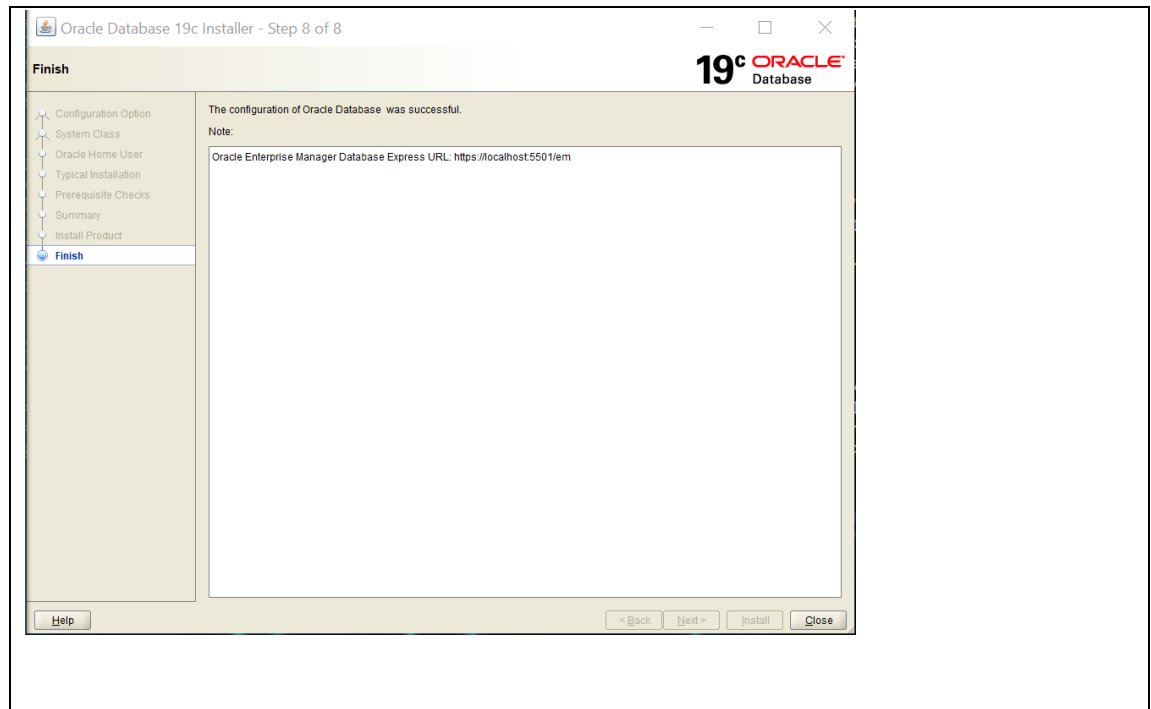 Oracle Database 19c Installer - Step 8 of 8
Finish
19c ORACLE
Database
Configuration Option
System Class
Oracle Home User
Typical Installation
Prerequisite Checks
Summary
Install Product
Finish
The configuration of Oracle Database was successful.
Note:
Oracle Enterprise Manager Database Express URL: https://localhost:5501/em
Help
< Back Next > Install Close